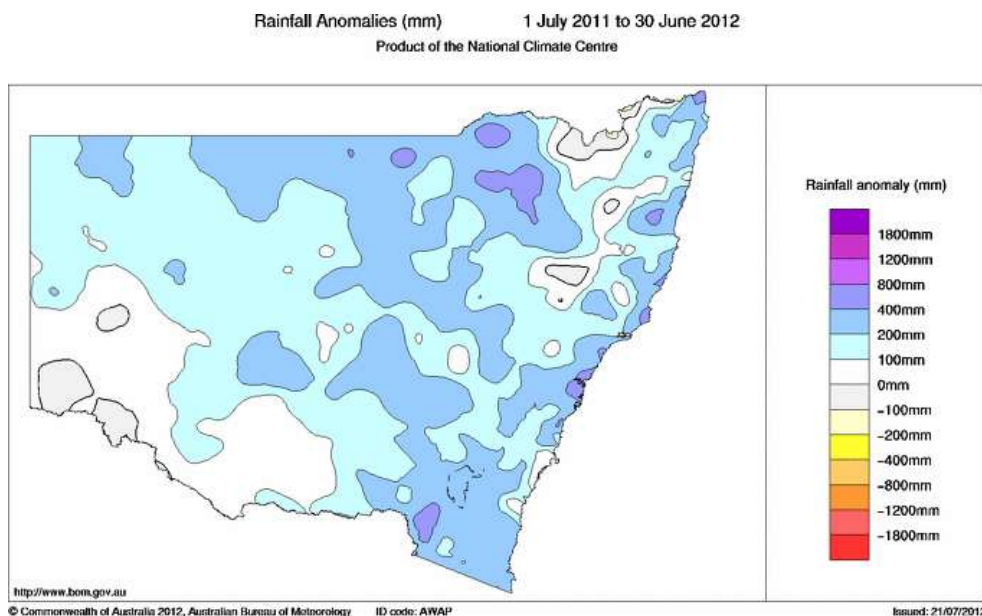 Rainfall Anomalies (mm) 1 July 2011 to 30 June 2012
Product of the National Climate Centre
Rainfall anomaly (mm)
1800mm
1200mm
800mm
400mm
200mm
100mm
0mm
-100mm
-200mm
-400mm
-800mm
-1200mm
-1800mm
http://www.bom.gov.au
© Commonwealth of Australia 2012, Australian Bureau of Meteorology ID code: AWAP Issued: 21/07/2012